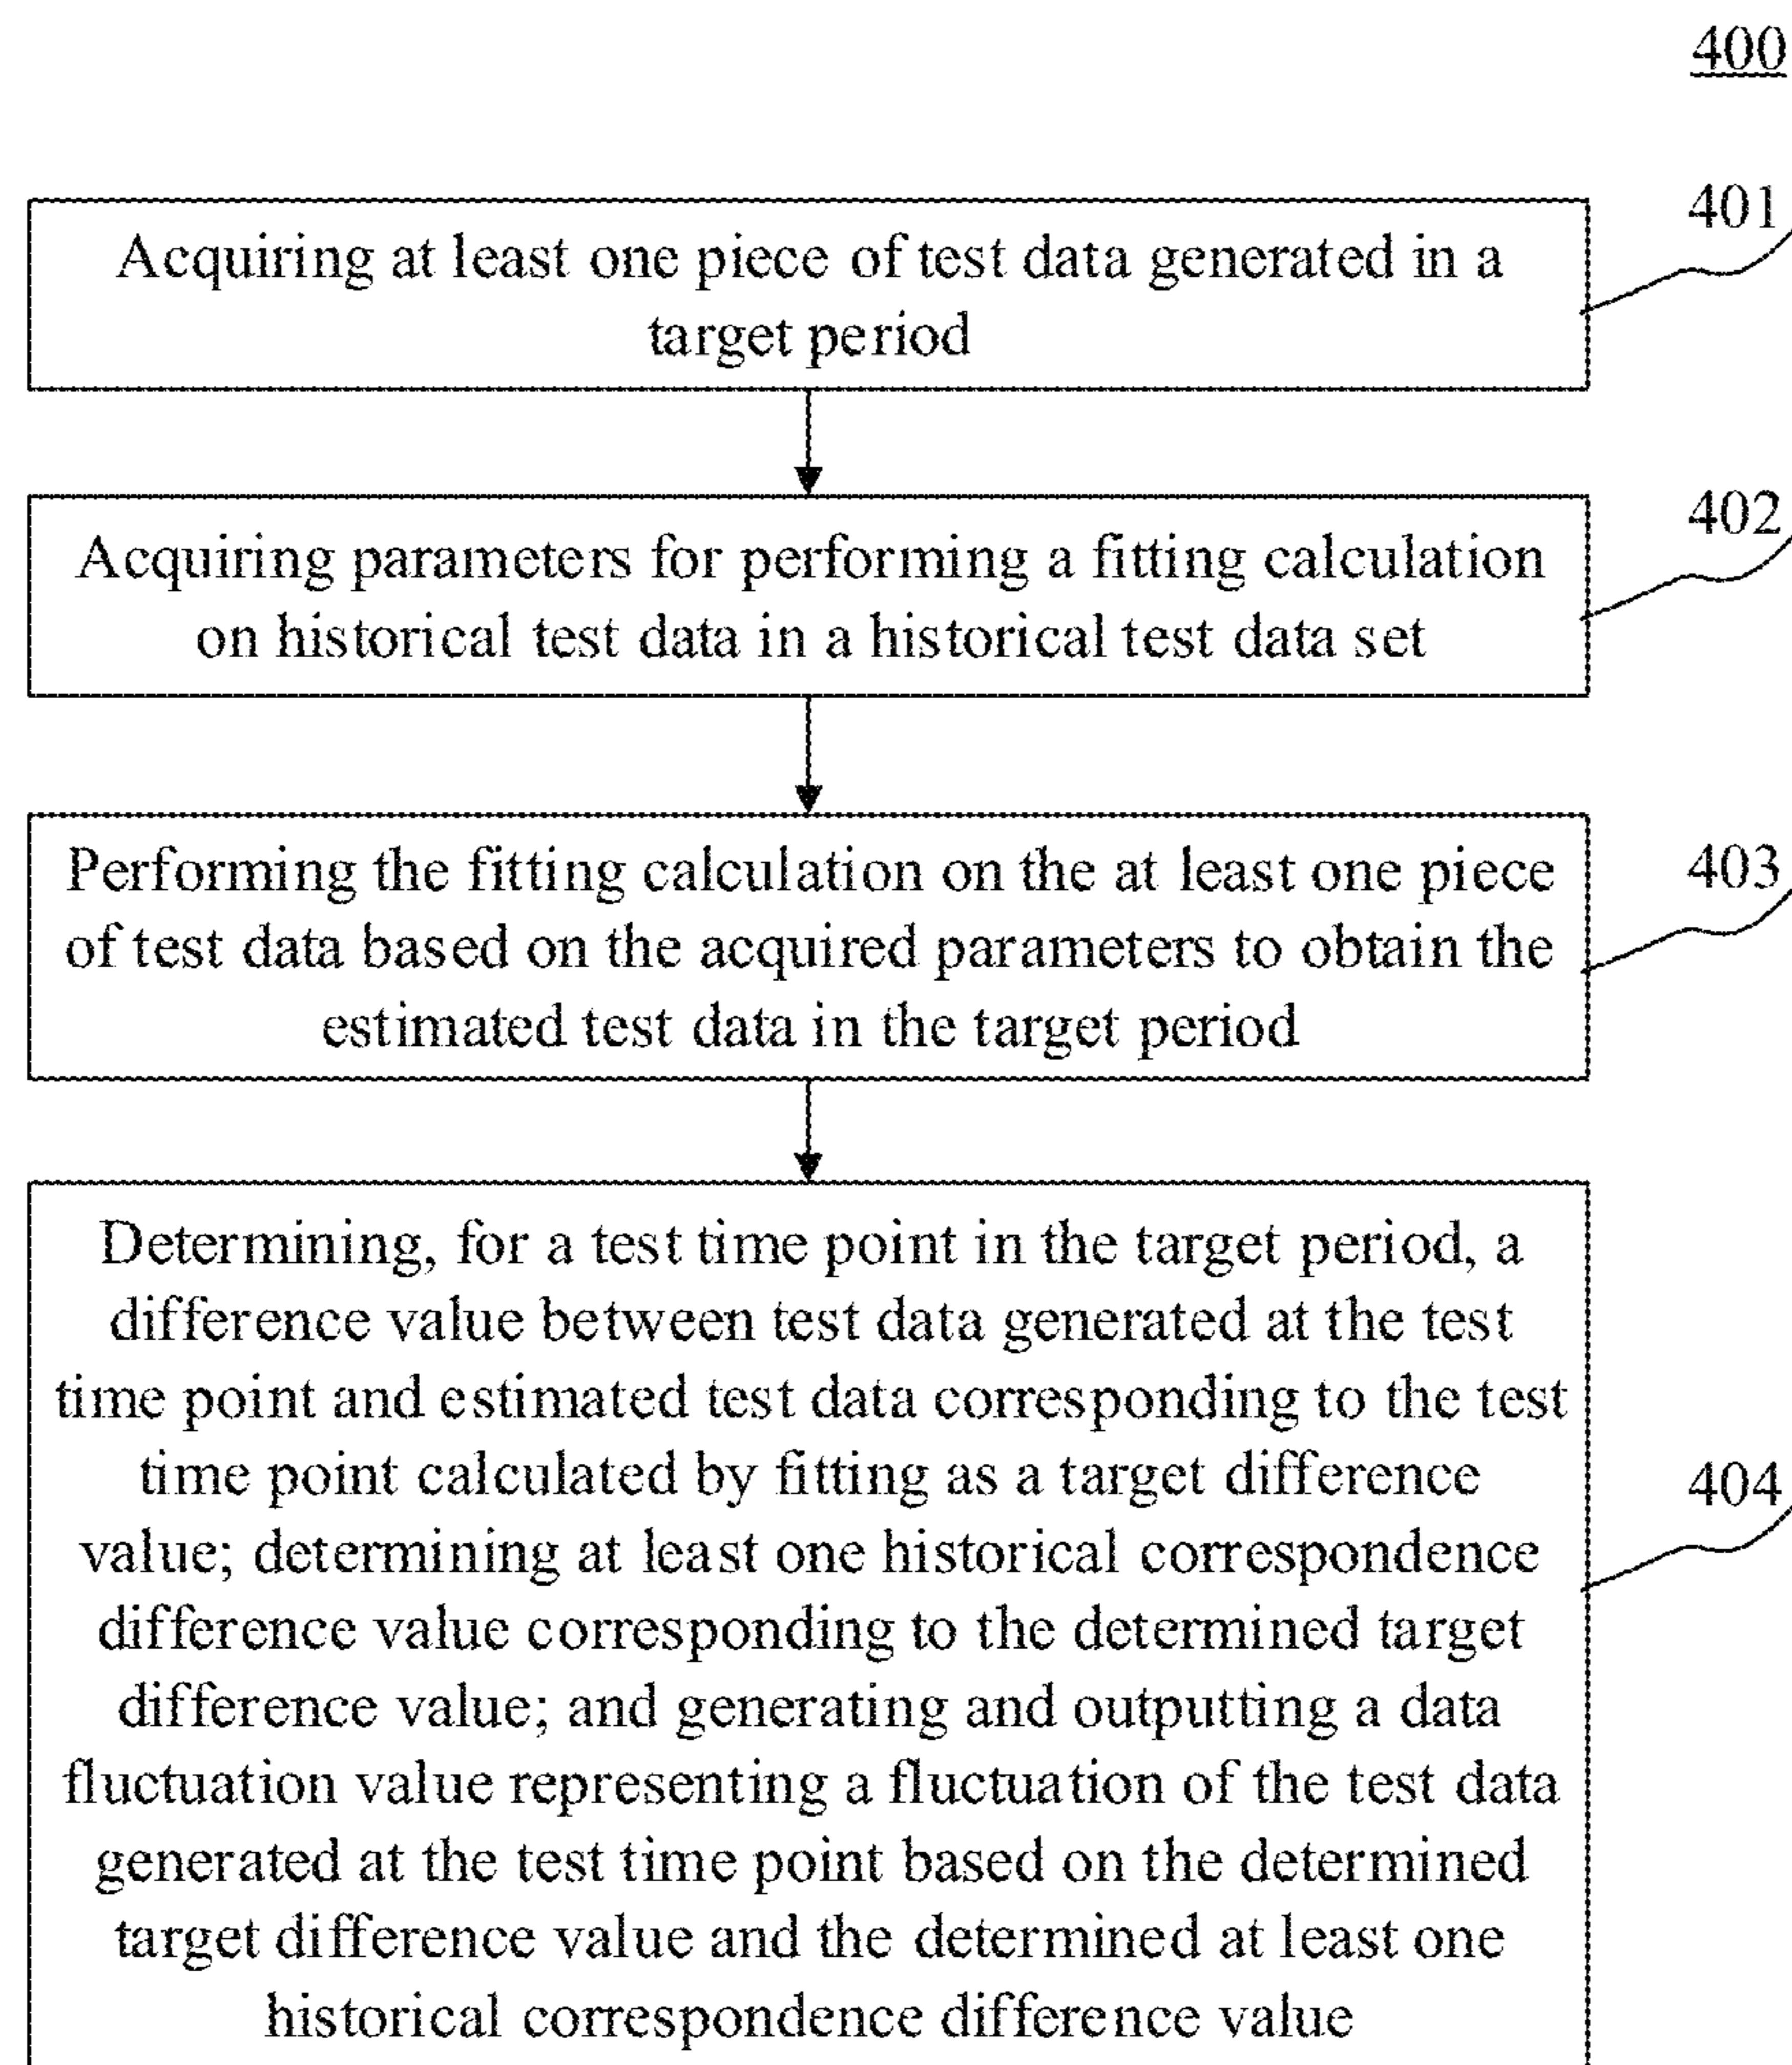 400
401
Acquiring at least one piece of test data generated in a
target period
402
Acquiring parameters for performing a fitting calculation
on historical test data in a historical test data set
403
Performing the fitting calculation on the at least one piece
of test data based on the acquired parameters to obtain the
estimated test data in the target period
Determining, for a test time point in the target period, a
difference value between test data generated at the test
time point and estimated test data corresponding to the test
time point calculated by fitting as a target difference
404
value; determining at least one historical correspondence
difference value corresponding to the determined target
difference value; and generating and outputting a data
fluctuation value representing a fluctuation of the test data
generated at the test time point based on the determined
target difference value and the determined at least one
historical correspondence difference value